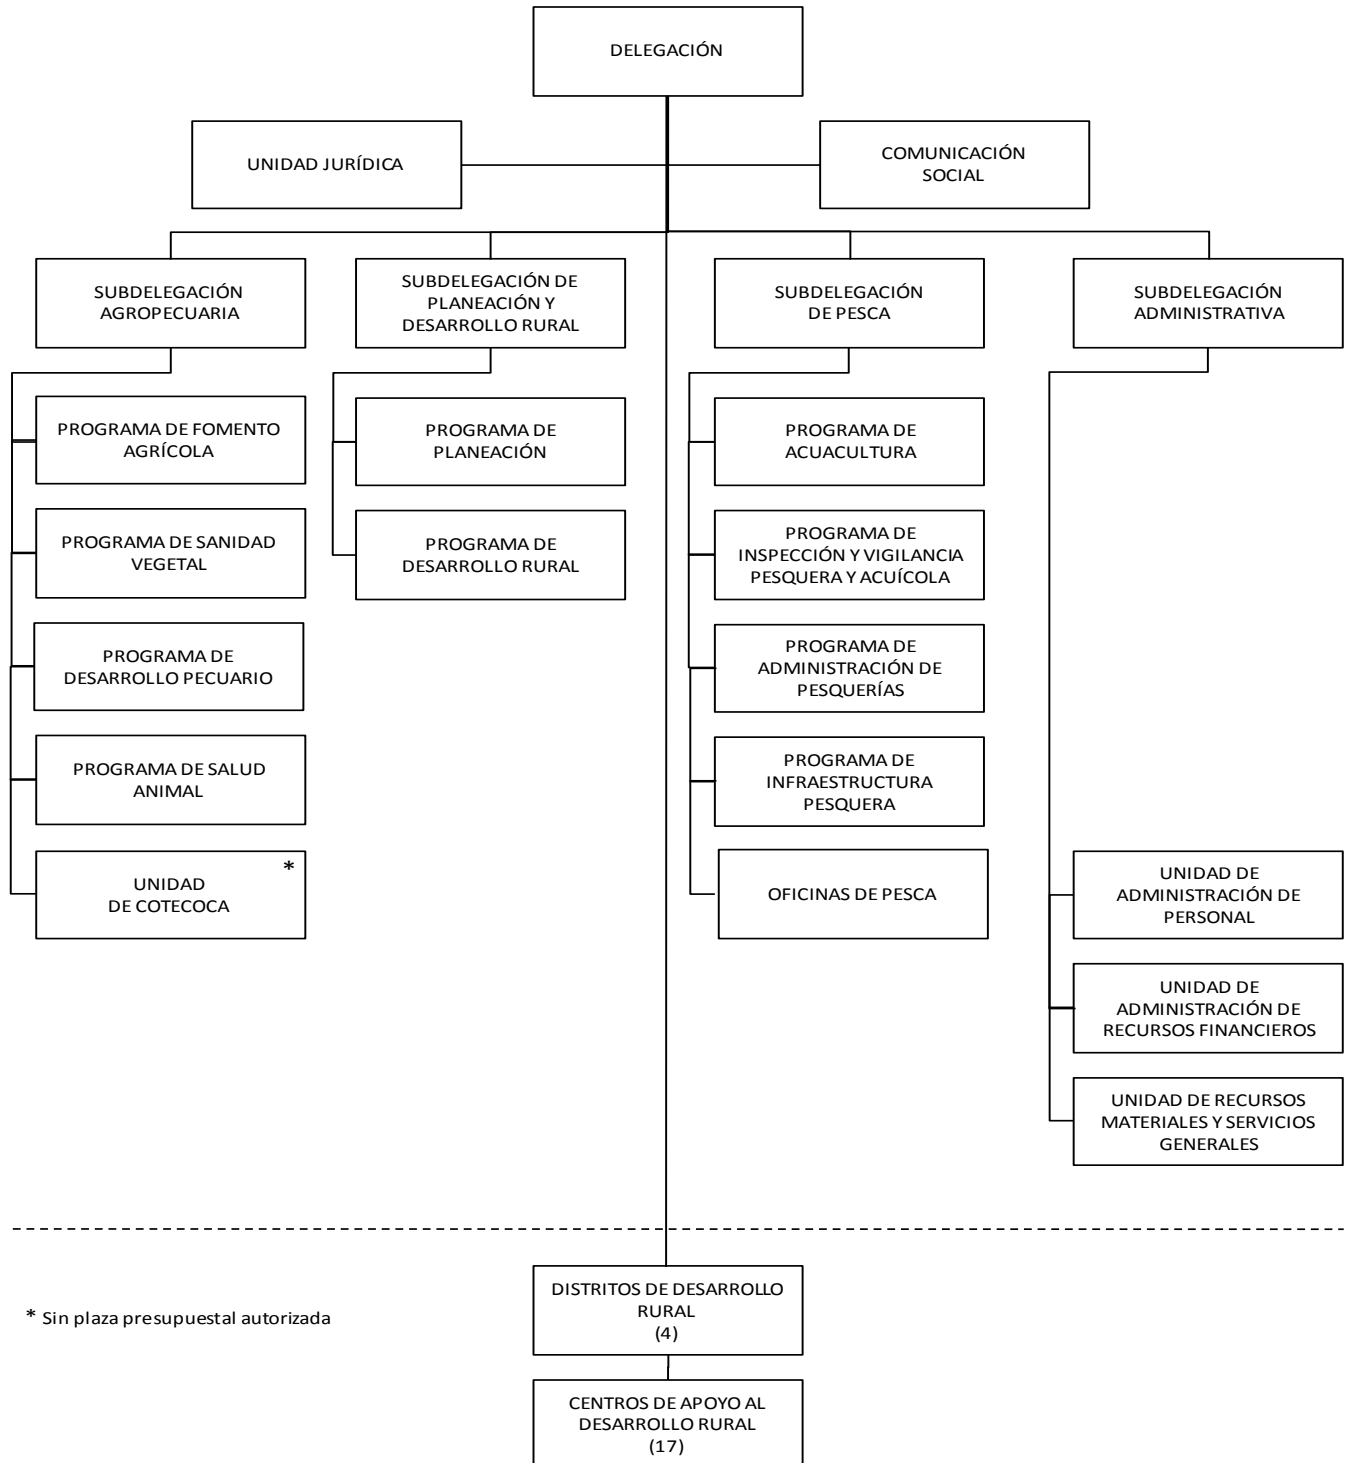 DELEGACIÓN
UNIDAD JURÍDICA
COMUNICACIÓN
SOCIAL
SUBDELEGACIÓN
AGROPECUARIA
SUBDELEGACIÓN DE
PLANEACIÓN Y
DESARROLLO RURAL
SUBDELEGACIÓN
DE PESCA
SUBDELEGACIÓN
ADMINISTRATIVA
PROGRAMA DE FOMENTO
AGRÍCOLA
PROGRAMA DE SANIDAD
VEGETAL
PROGRAMA DE
DESARROLLO PECUARIO
PROGRAMA DE SALUD
ANIMAL
*
UNIDAD
DE COTECOCA
PROGRAMA DE
PLANEACIÓN
PROGRAMA DE
DESARROLLO RURAL
PROGRAMA DE
ACUACULTURA
PROGRAMA DE
INSPECCIÓN Y VIGILANCIA
PESQUERA Y ACUÍCOLA
PROGRAMA DE
ADMINISTRACIÓN DE
PESQUERÍAS
PROGRAMA DE
INFRAESTRUCTURA
PESQUERA
OFICINAS DE PESCA
UNIDAD DE
ADMINISTRACIÓN DE
PERSONAL
UNIDAD DE
ADMINISTRACIÓN DE
RECURSOS FINANCIEROS
UNIDAD DE RECURSOS
MATERIALES Y SERVICIOS
GENERALES
* Sin plaza presupuestal autorizada
DISTRITOS DE DESARROLLO
RURAL
(4)
CENTROS DE APOYO AL
DESARROLLO RURAL
(17)